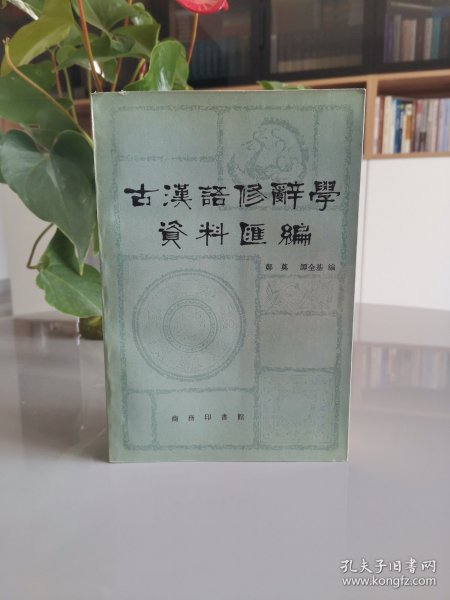 古漢語修辭學
資料匯編
鄭奠 譚全基 編
商務印書館
孔夫子旧书网
www.kongfz.com